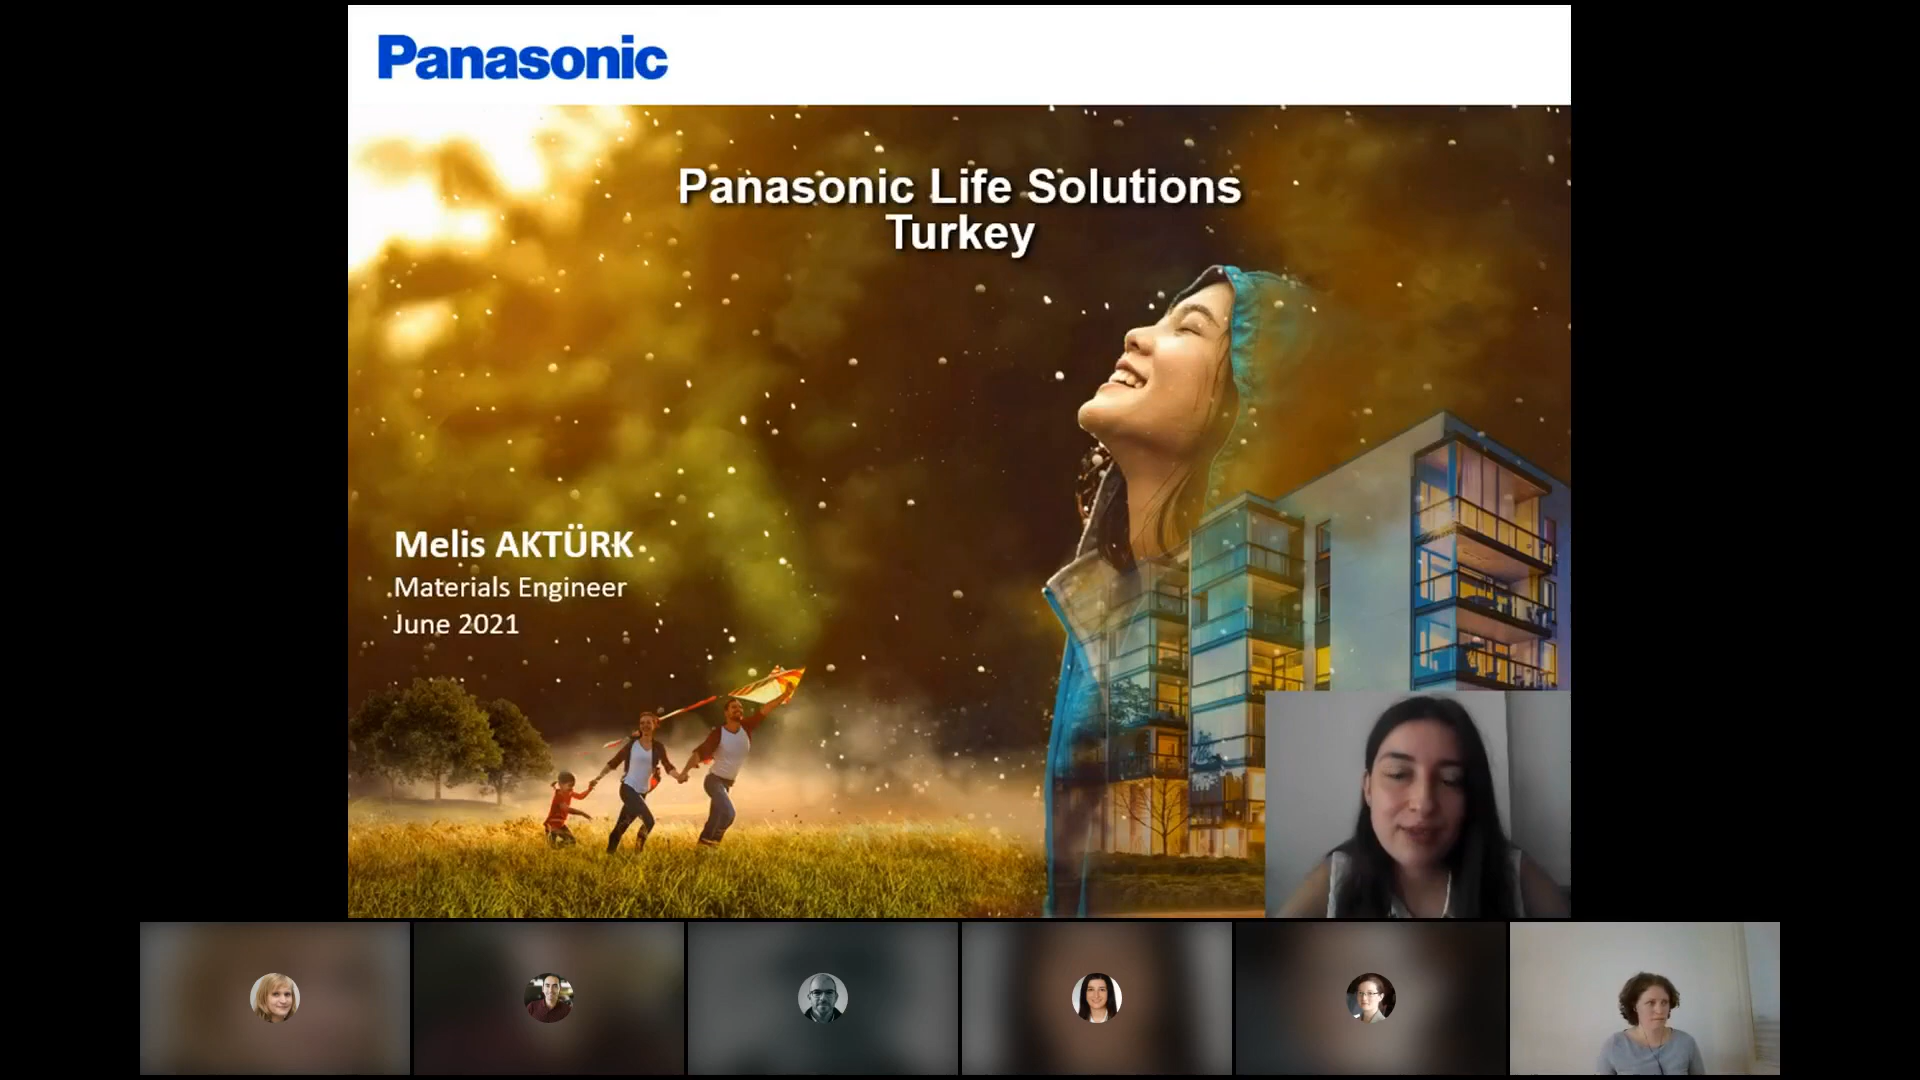 Panasonic
Panasonic Life Solutions
Turkey
Melis AKTÜRK
Materials Engineer
June 2021